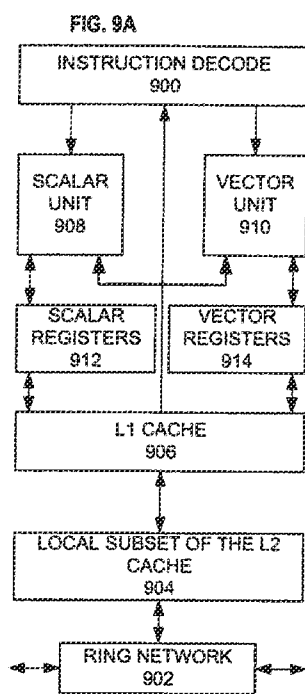 FIG. 9A
INSTRUCTION DECODE
900
SCALAR
UNIT
908
VECTOR
UNIT
910
SCALAR
REGISTERS
912
VECTOR
REGISTERS
914
L1 CACHE
906
LOCAL SUBSET OF THE L2
CACHE
904
RING NETWORK
902